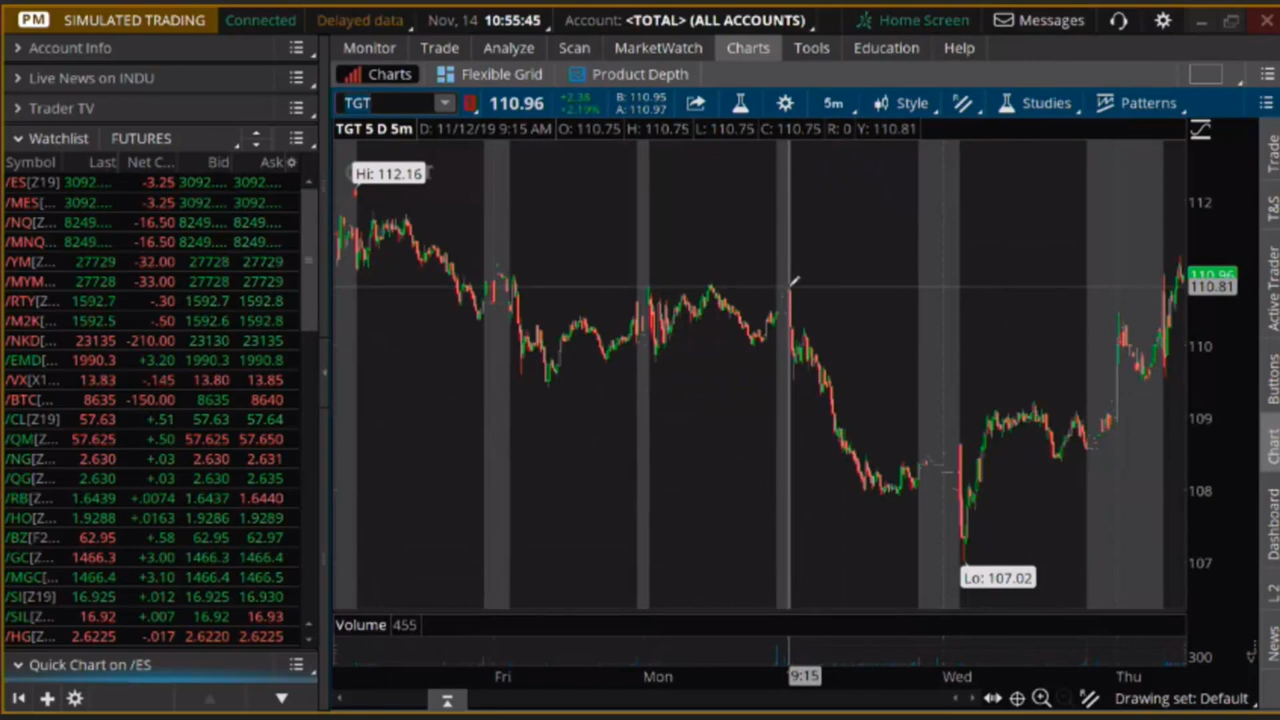 PM SIMULATED TRADING Connected Delayed data Nov, 14 10:55:45 Account: <TOTAL> (ALL ACCOUNTS) Home Screen Messages
Account Info
Live News on INDU
Trader TV
Watchlist FUTURES
Symbol Last Net C... Bid Ask
/ES[Z19] 3092.... -3.25 3092.... 3092....
/MES[... 3092.... -3.25 3092.... 3092....
/NQ[Z... 8249.... -16.50 8249.... 8249....
/MNQ... 8249.... -16.50 8249.... 8249....
/YM[Z... 27729 -32.00 27728 27729
/MYM... 27728 -33.00 27728 27729
/RTY[Z... 1592.7 -.30 1592.7 1592.8
/M2K[... 1592.5 -.50 1592.6 1592.8
/NKD[... 23135 -210.00 23130 23135
/EMD[... 1990.3 +3.20 1990.3 1990.8
/VX[X1... 13.83 -.145 13.80 13.85
/BTC[... 8635 -150.00 8635 8640
/CL[Z19] 57.63 +.51 57.63 57.64
/QM[Z... 57.625 +.50 57.625 57.650
/NG[Z... 2.630 +.03 2.630 2.631
/QG[Z... 2.630 +.03 2.630 2.635
/RB[Z... 1.6439 +.0074 1.6437 1.6440
/HO[Z... 1.9288 +.0163 1.9286 1.9289
/BZ[F2... 62.95 +.58 62.95 62.97
/GC[Z... 1466.3 +3.00 1466.3 1466.4
/MGC[... 1466.4 +3.10 1466.4 1466.5
/SI[Z19] 16.925 +.012 16.925 16.930
/SIL[Z... 16.92 +.007 16.92 16.93
/HG[Z... 2.6225 -.017 2.6220 2.6225
Quick Chart on /ES
Monitor Trade Analyze Scan MarketWatch Charts Tools Education Help
Charts Flexible Grid Product Depth
TGT 110.96 +2.38 +2.19% B: 110.95 A: 110.97 5m Style Studies Patterns
TGT 5 D 5m D: 11/12/19 9:15 AM O: 110.75 H: 110.75 L: 110.75 C: 110.75 R: 0 Y: 110.81
Hi: 112.16
112
110.96
110.81
110
109
108
107
Lo: 107.02
Volume 455
300
Fri Mon 9:15 Wed Thu
Drawing set: Default
Trade
T&S
Active Trader
Buttons
Chart
Dashboard
L 2
News